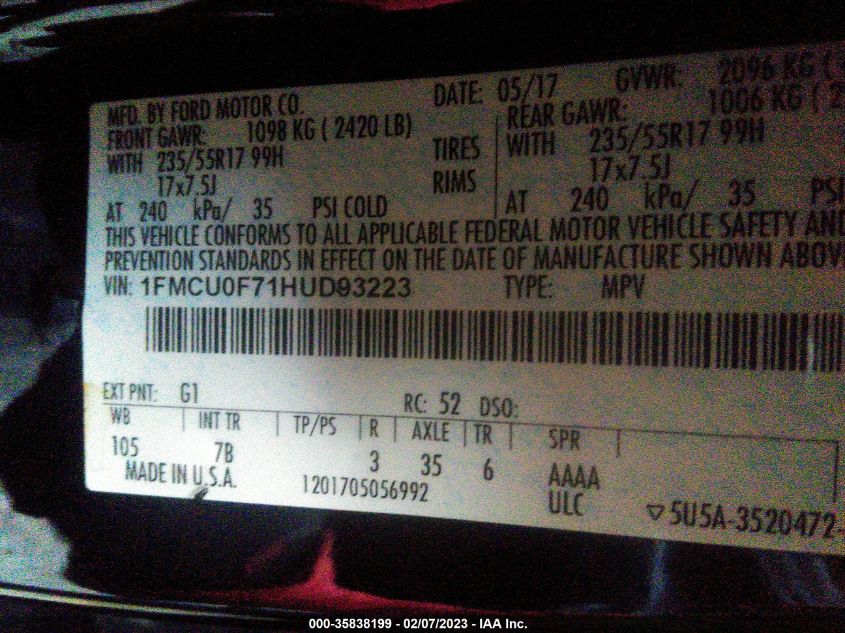 MFD. BY FORD MOTOR CO. DATE: 05/17 GVWR: 2096 KG (
FRONT GAWR: 1098 KG ( 2420 LB) REAR GAWR: 1006 KG ( 2
WITH 235/55R17 99H TIRES WITH 235/55R17 99H
17x7.5J RIMS 17x7.5J
AT 240 kPa/ 35 PSI COLD AT 240 kPa/ 35 PSI
THIS VEHICLE CONFORMS TO ALL APPLICABLE FEDERAL MOTOR VEHICLE SAFETY AND
PREVENTION STANDARDS IN EFFECT ON THE DATE OF MANUFACTURE SHOWN ABOV
VIN: 1FMCU0F71HUD93223 TYPE: MPV
EXT PNT: G1 RC: 52 DSO:
WB INT TR TP/PS R AXLE TR SPR
105 7B 3 35 6 AAAA
MADE IN U.S.A. 1201705056992 ULC ▽5U5A-3520472-
000-35838199 - 02/07/2023 - IAA Inc.